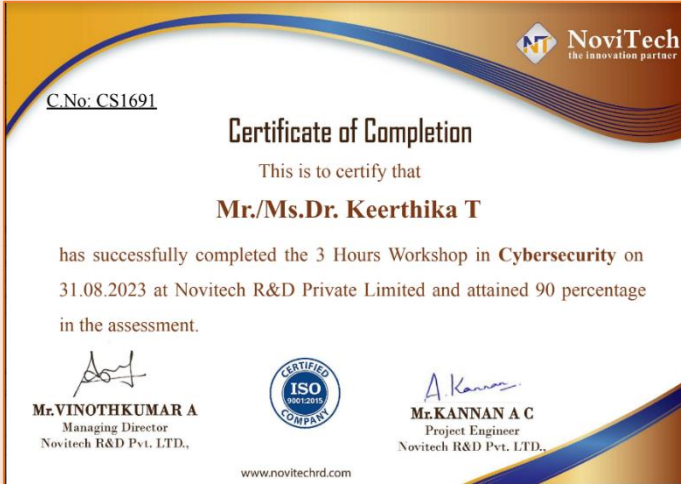 NT NoviTech
the innovation partner
C.No: CS1691
Certificate of Completion
This is to certify that
Mr./Ms.Dr. Keerthika T
has successfully completed the 3 Hours Workshop in Cybersecurity on
31.08.2023 at Novitech R&D Private Limited and attained 90 percentage
in the assessment.
CERTIFIED
ISO
9001:2015
COMPANY
A. Kannan
Mr.VINOTHKUMAR A
Managing Director
Novitech R&D Pvt. LTD.,
Mr.KANNAN A C
Project Engineer
Novitech R&D Pvt. LTD.,
www.novitechrd.com